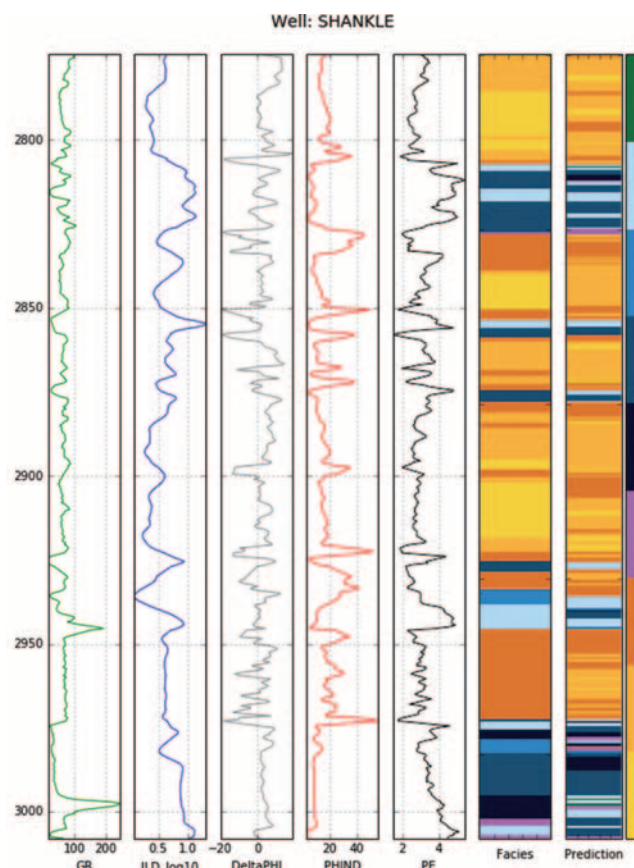 Well: SHANKLE
2800
2850
2900
2950
3000
100 200
0.5 1.0
−20 0
20 40
2 4
GR
ILD_log10
DeltaPHI
PHIND
PE
Facies
Prediction